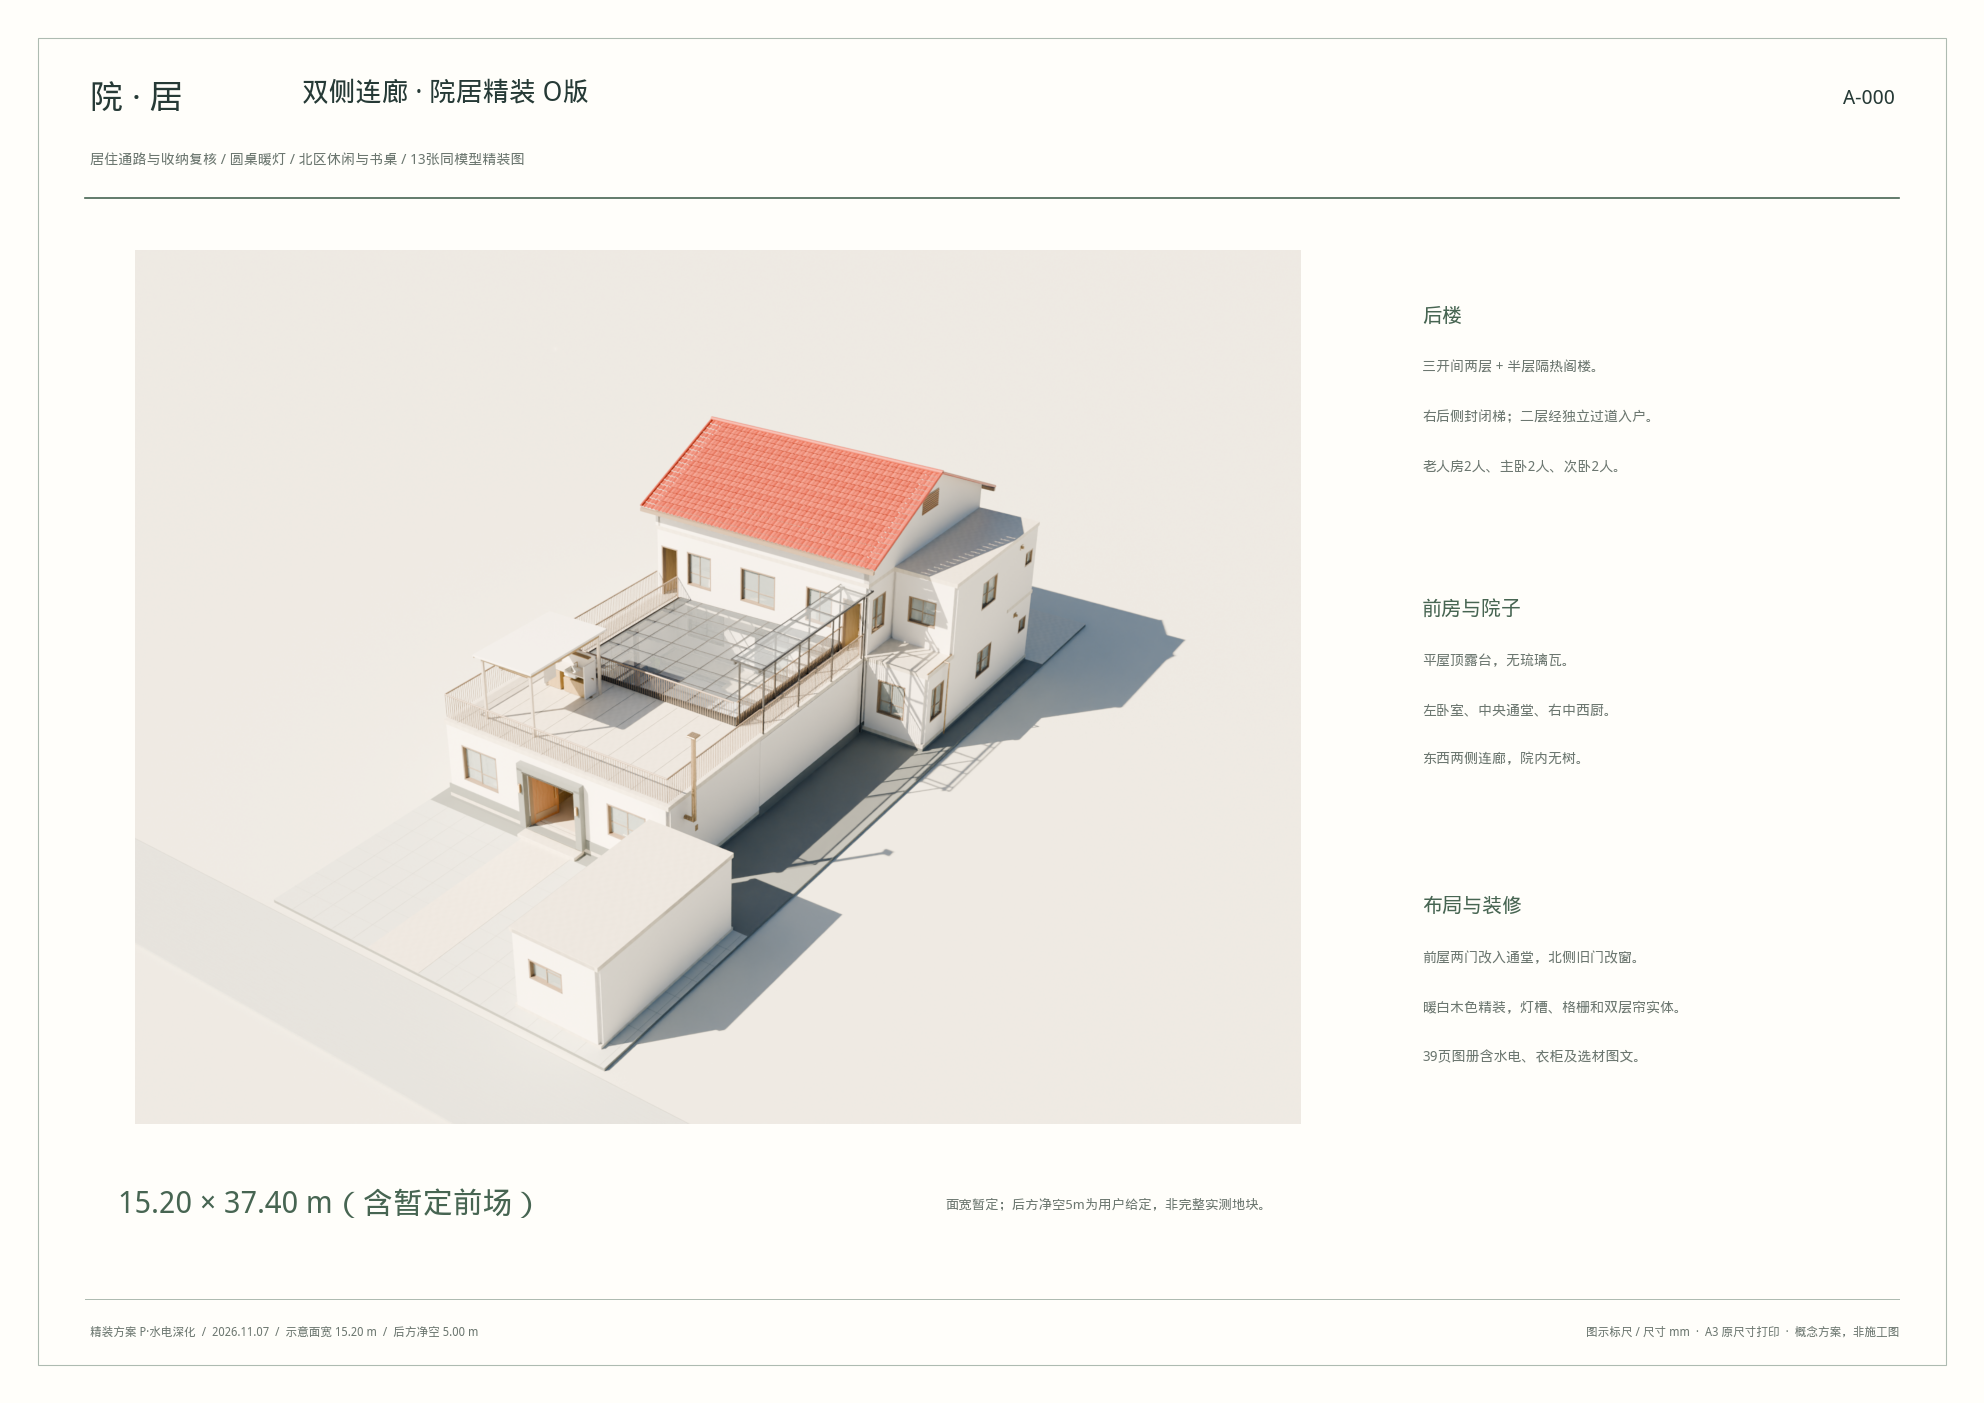 院 · 居
双侧连廊 · 院居精装 O版
A-000
居住通路与收纳复核 / 圆桌暖灯 / 北区休闲与书桌 / 13张同模型精装图
后楼
三开间两层 + 半层隔热阁楼。
右后侧封闭梯；二层经独立过道入户。
老人房2人、主卧2人、次卧2人。
前房与院子
平屋顶露台，无琉璃瓦。
左卧室、中央通堂、右中西厨。
东西两侧连廊，院内无树。
布局与装修
前屋两门改入通堂，北侧旧门改窗。
暖白木色精装，灯槽、格栅和双层帘实体。
39页图册含水电、衣柜及选材图文。
15.20 × 37.40 m（含暂定前场）
面宽暂定；后方净空5m为用户给定，非完整实测地块。
精装方案 P·水电深化 / 2026.11.07 / 示意面宽 15.20 m / 后方净空 5.00 m
图示标尺 / 尺寸 mm · A3 原尺寸打印 · 概念方案，非施工图